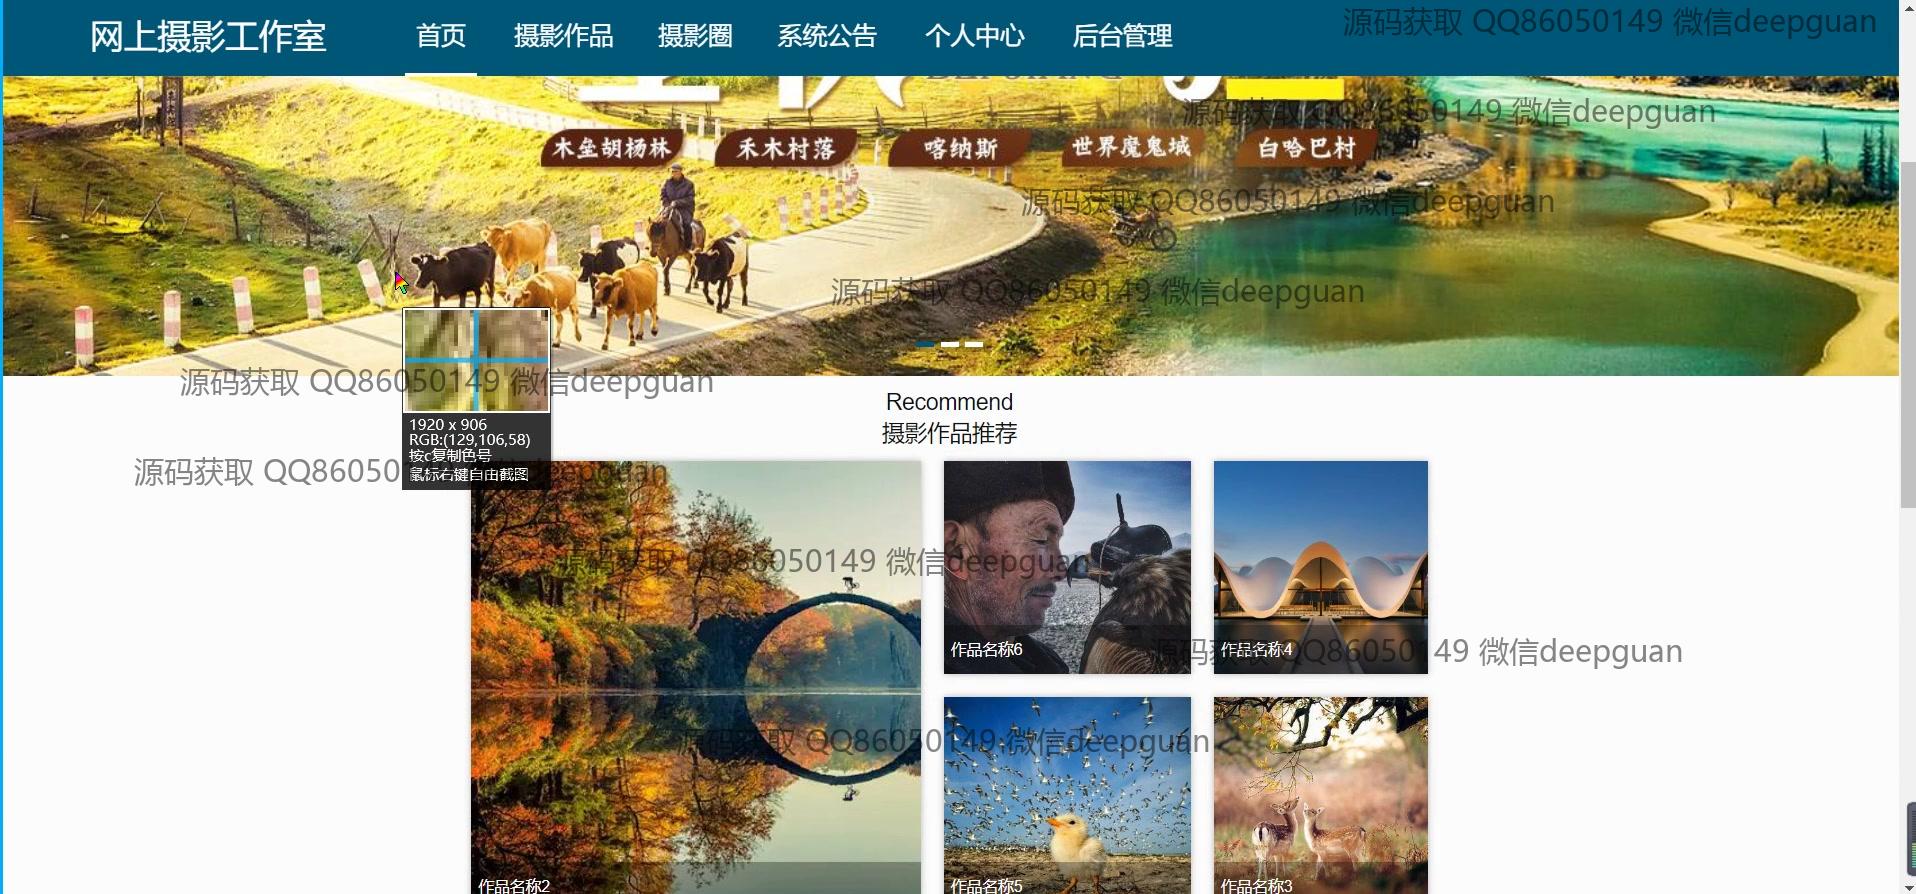 网上摄影工作室
首页 摄影作品 摄影圈 系统公告 个人中心 后台管理
源码获取 QQ86050149 微信deepguan
源码获取 QQ86050149 微信deepguan
木垒胡杨林 禾木村落 喀纳斯 世界魔鬼城 白哈巴村
源码获取 QQ86050149 微信deepguan
源码获取 QQ86050149 微信deepguan
源码获取 QQ86050149 微信deepguan
Recommend
1920 x 906
摄影作品推荐
RGB:(129,106,58)
按c复制色号
鼠标右键自由截图
源码获取 QQ86050 deepguan
源码获取 QQ86050149 微信deepguan
作品名称6
作品名称4
源码获取 QQ86050149 微信deepguan
源码获取 QQ86050149 微信deepguan
作品名称2
作品名称5
作品名称3